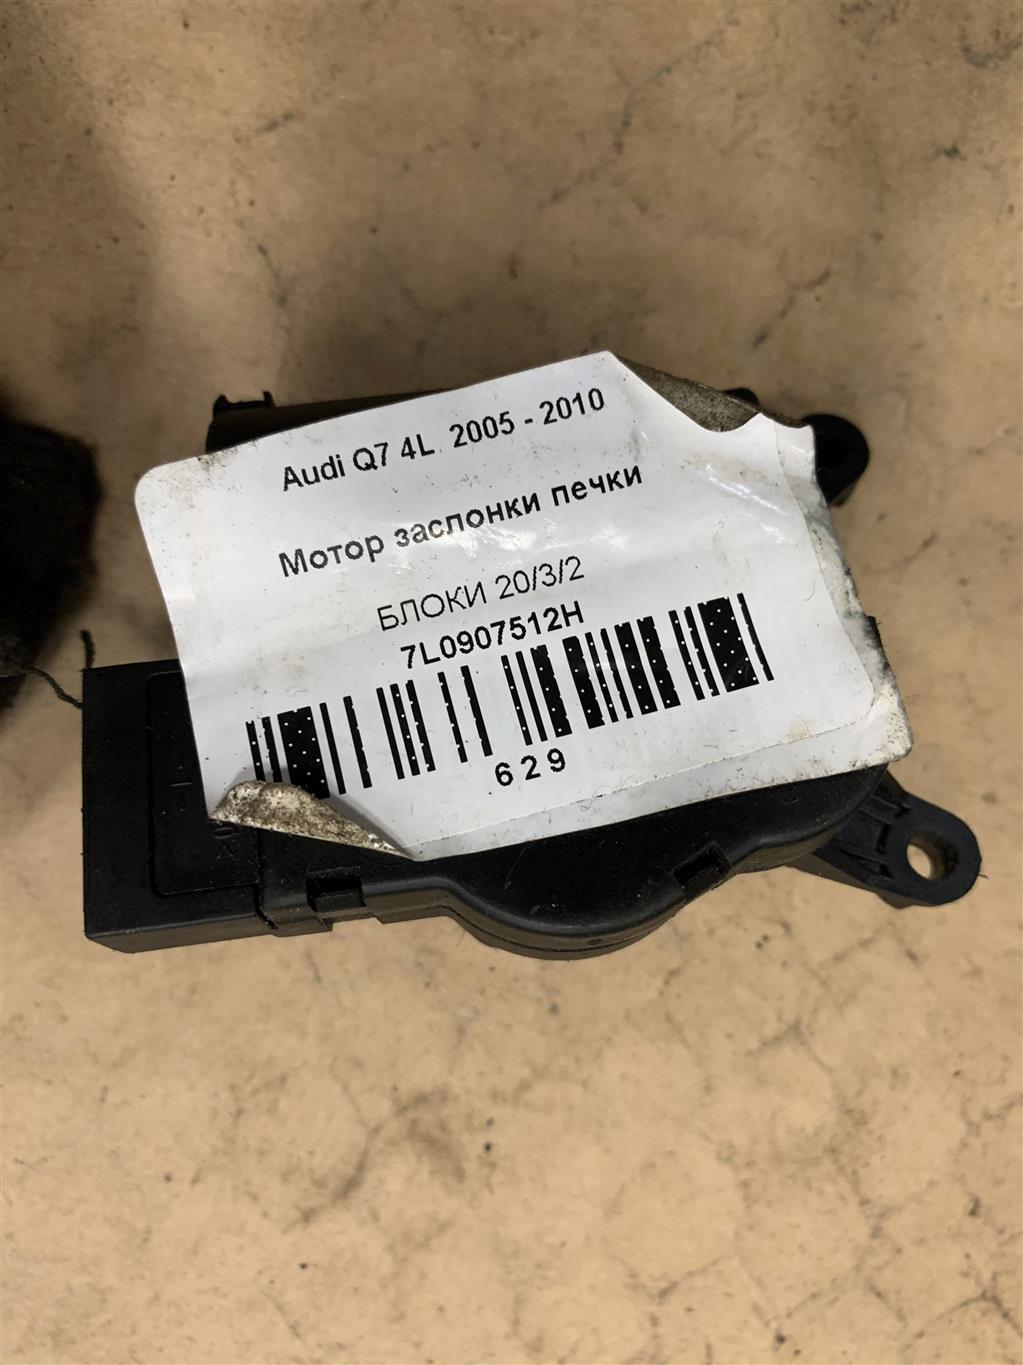 Audi Q7 4L 2005 - 2010
Мотор заслонки печки
БЛОКИ 20/3/2
7L0907512H
629